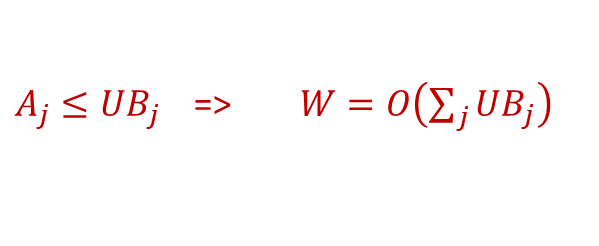 A_j ≤ UB_j => W = O(∑_j UB_j)